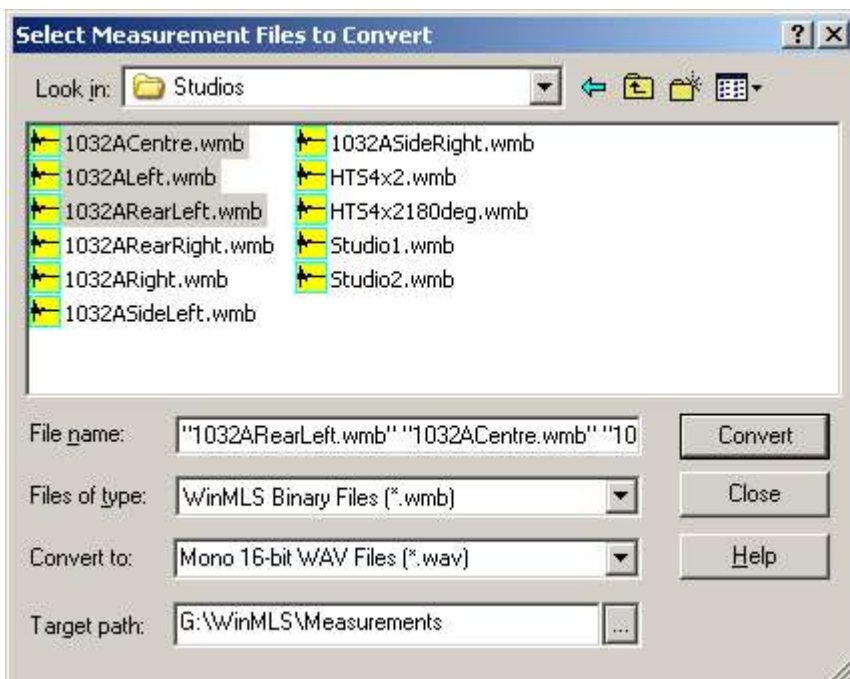 Select Measurement Files to Convert
Look in: Studios
1032ACentre.wmb
1032ALeft.wmb
1032ARearLeft.wmb
1032ARearRight.wmb
1032ARight.wmb
1032ASideLeft.wmb
1032ASideRight.wmb
HTS4x2.wmb
HTS4x2180deg.wmb
Studio1.wmb
Studio2.wmb
File name: "1032ARearLeft.wmb" "1032ACentre.wmb" "10
Convert
Files of type: WinMLS Binary Files (*.wmb)
Close
Convert to: Mono 16-bit WAV Files (*.wav)
Help
Target path: G:\WinMLS\Measurements
...